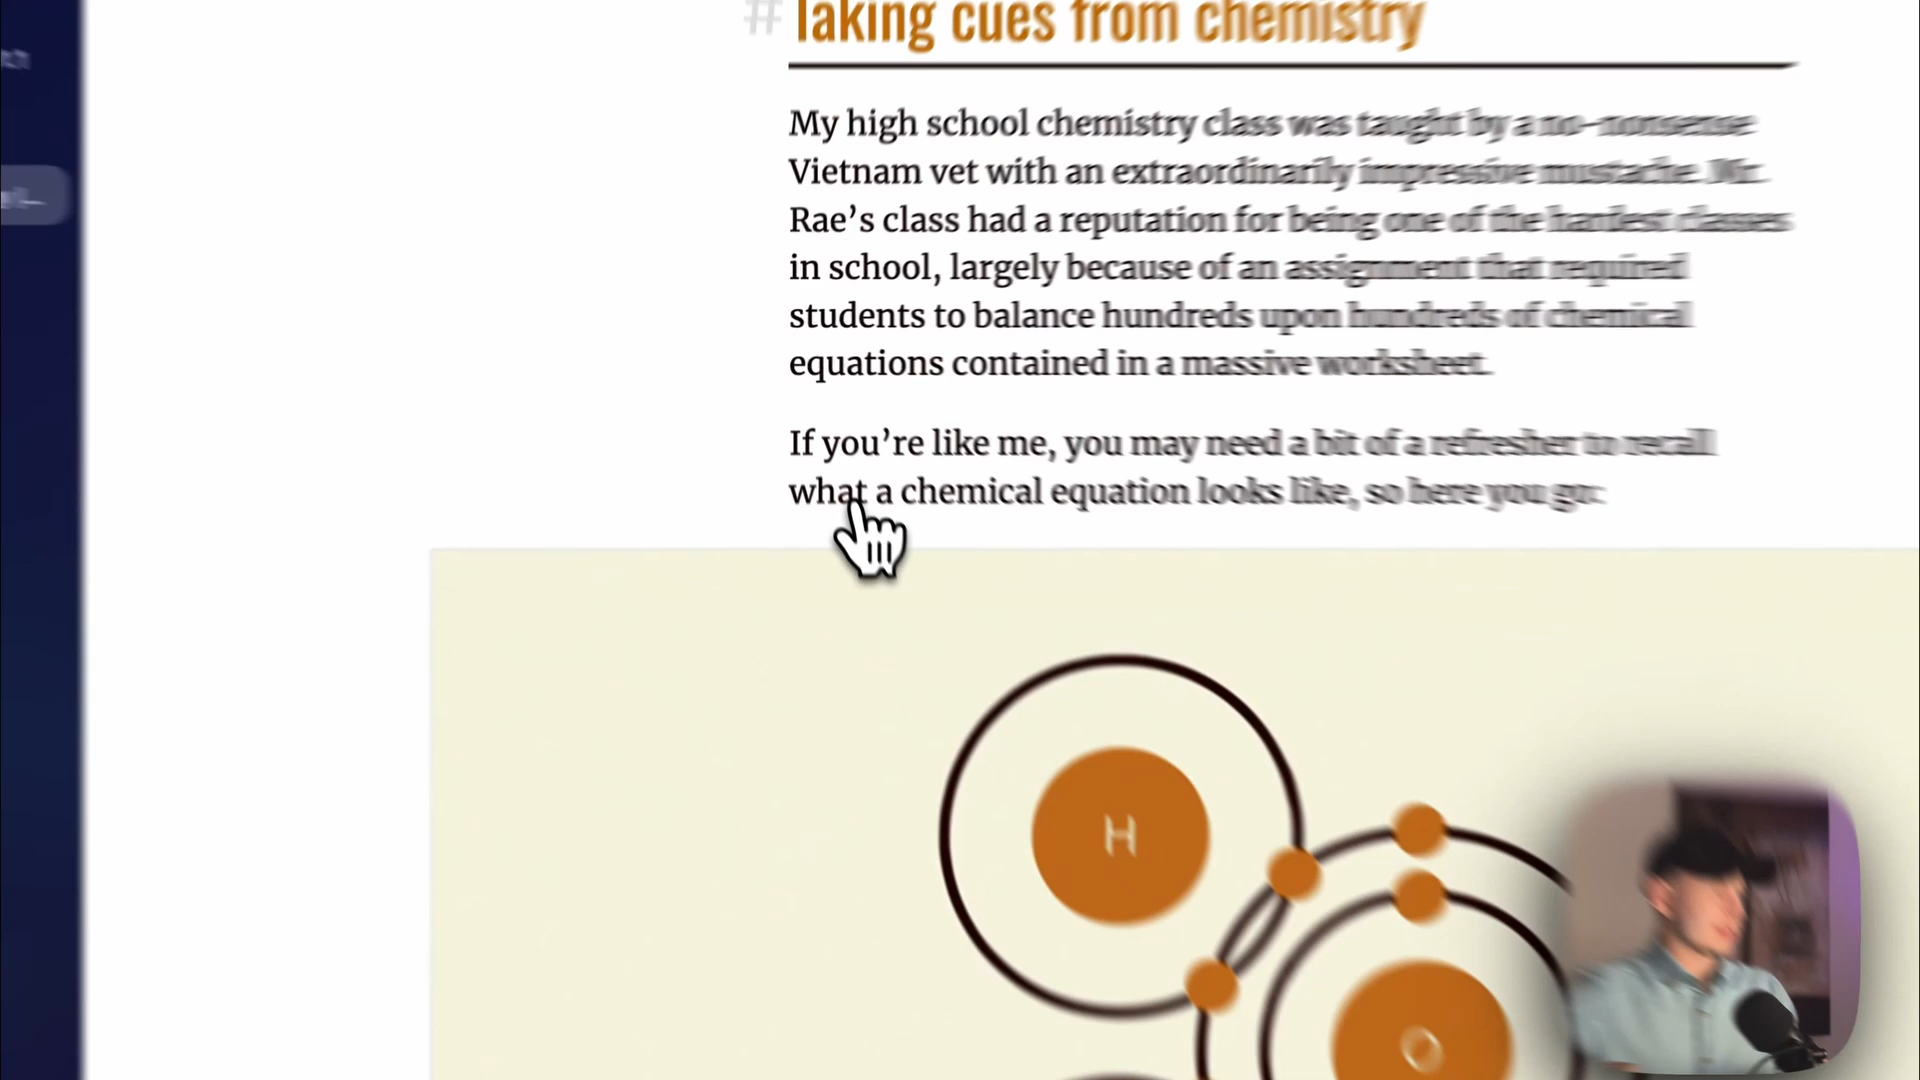 # Taking cues from chemistry
My high school chemistry class was taught by a no-nonsense
Vietnam vet with an extraordinarily impressive mustache. Mr.
Rae’s class had a reputation for being one of the hardest classes
in school, largely because of an assignment that required
students to balance hundreds upon hundreds of chemical
equations contained in a massive worksheet.
If you’re like me, you may need a bit of a refresher to recall
what a chemical equation looks like, so here you go:
H
O